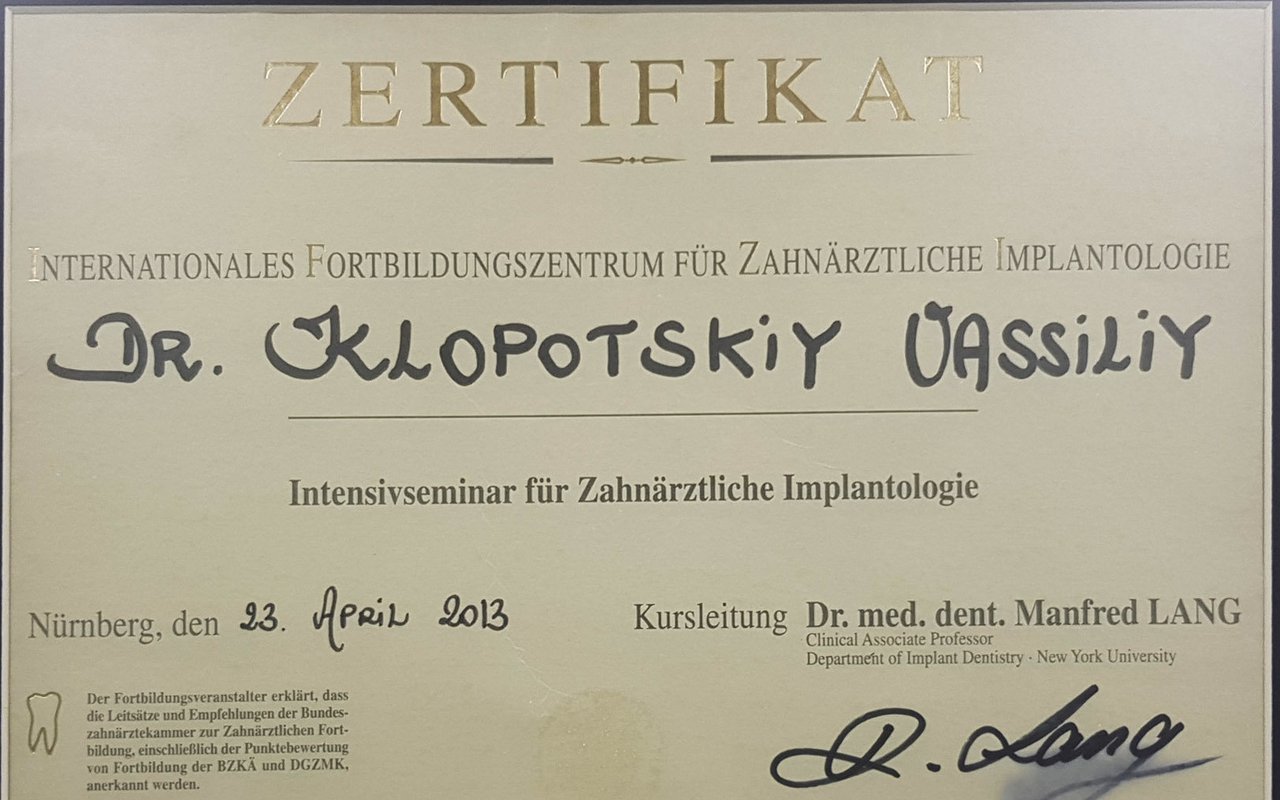 ZERTIFIKAT
INTERNATIONALES FORTBILDUNGSZENTRUM FÜR ZAHNÄRZTLICHE IMPLANTOLOGIE
DR. KLOPOTSKIY VASSILIY
Intensivseminar für Zahnärztliche Implantologie
Nürnberg, den 23. APRIL 2013
Kursleitung Dr. med. dent. Manfred LANG
Clinical Associate Professor
Department of Implant Dentistry · New York University
Der Fortbildungsveranstalter erklärt, dass
die Leitsätze und Empfehlungen der Bundes-
zahnärztekammer zur Zahnärztlichen Fort-
bildung, einschließlich der Punktebewertung
von Fortbildung der BZKÄ und DGZMK,
anerkannt werden.
R. Lang